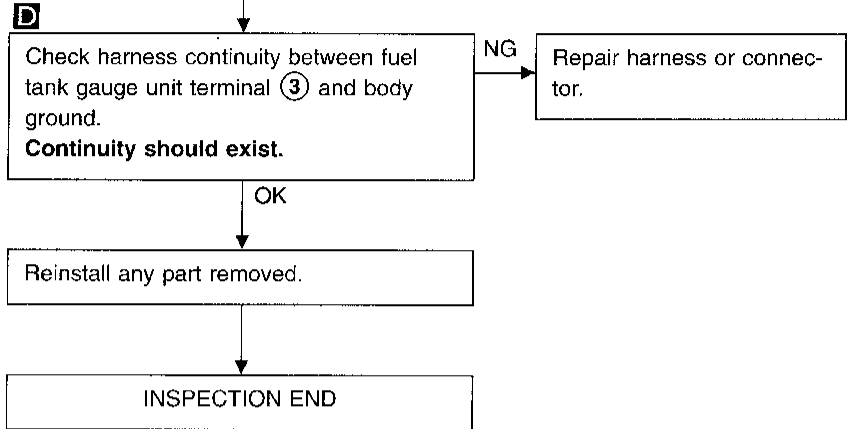 D
Check harness continuity between fuel
tank gauge unit terminal ③ and body
ground.
Continuity should exist.
NG
Repair harness or connec-
tor.
OK
Reinstall any part removed.
INSPECTION END